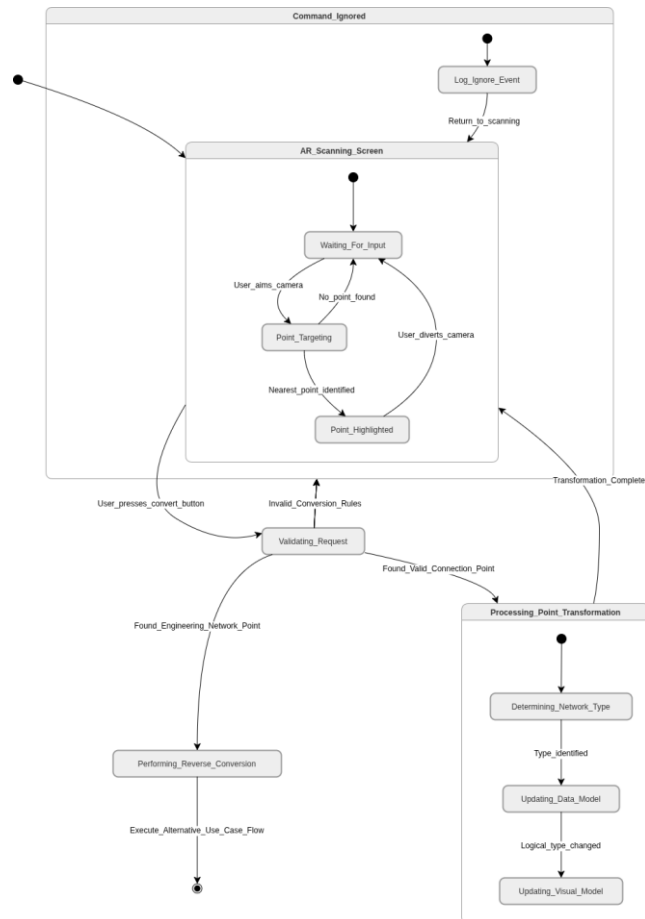 Command_Ignored
Log_Ignore_Event
Return_to_scanning
AR_Scanning_Screen
Waiting_For_Input
User_aims_camera
No_point_found
Point_Targeting
User_diverts_camera
Nearest_point_identified
Point_Highlighted
Transformation_Complete
User_presses_convert_button
Invalid_Conversion_Rules
Validating_Request
Found_Valid_Connection_Point
Processing_Point_Transformation
Found_Engineering_Network_Point
Determining_Network_Type
Type_identified
Performing_Reverse_Conversion
Updating_Data_Model
Execute_Alternative_Use_Case_Flow
Logical_type_changed
Updating_Visual_Model